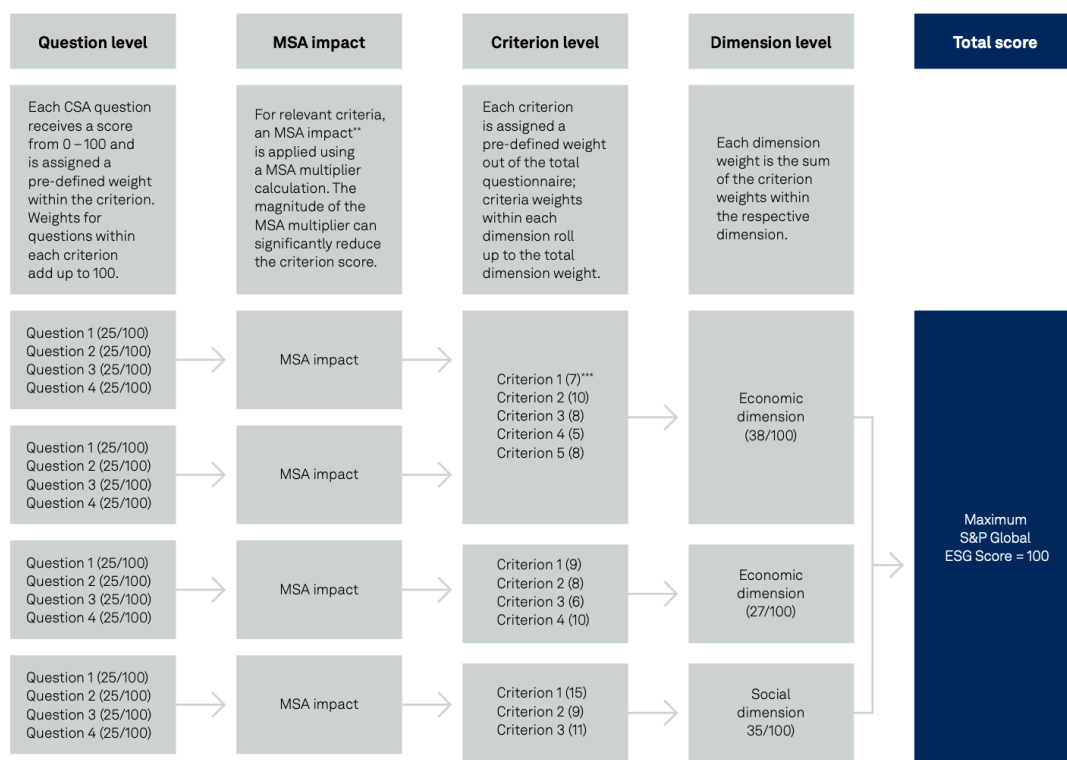 Question level
MSA impact
Criterion level
Dimension level
Total score
Each CSA question
receives a score
from 0 – 100 and
is assigned a
pre-defined weight
within the criterion.
Weights for
questions within
each criterion
add up to 100.
For relevant criteria,
an MSA impact**
is applied using
a MSA multiplier
calculation. The
magnitude of the
MSA multiplier can
significantly reduce
the criterion score.
Each criterion
is assigned a
pre-defined weight
out of the total
questionnaire;
criteria weights
within each
dimension roll
up to the total
dimension weight.
Each dimension
weight is the sum
of the criterion
weights within
the respective
dimension.
Question 1 (25/100)
Question 2 (25/100)
Question 3 (25/100)
Question 4 (25/100)
MSA impact
Question 1 (25/100)
Question 2 (25/100)
Question 3 (25/100)
Question 4 (25/100)
MSA impact
Criterion 1 (7)***
Criterion 2 (10)
Criterion 3 (8)
Criterion 4 (5)
Criterion 5 (8)
Economic
dimension
(38/100)
Question 1 (25/100)
Question 2 (25/100)
Question 3 (25/100)
Question 4 (25/100)
MSA impact
Criterion 1 (9)
Criterion 2 (8)
Criterion 3 (6)
Criterion 4 (10)
Economic
dimension
(27/100)
Question 1 (25/100)
Question 2 (25/100)
Question 3 (25/100)
Question 4 (25/100)
MSA impact
Criterion 1 (15)
Criterion 2 (9)
Criterion 3 (11)
Social
dimension
35/100)
Maximum
S&P Global
ESG Score = 100